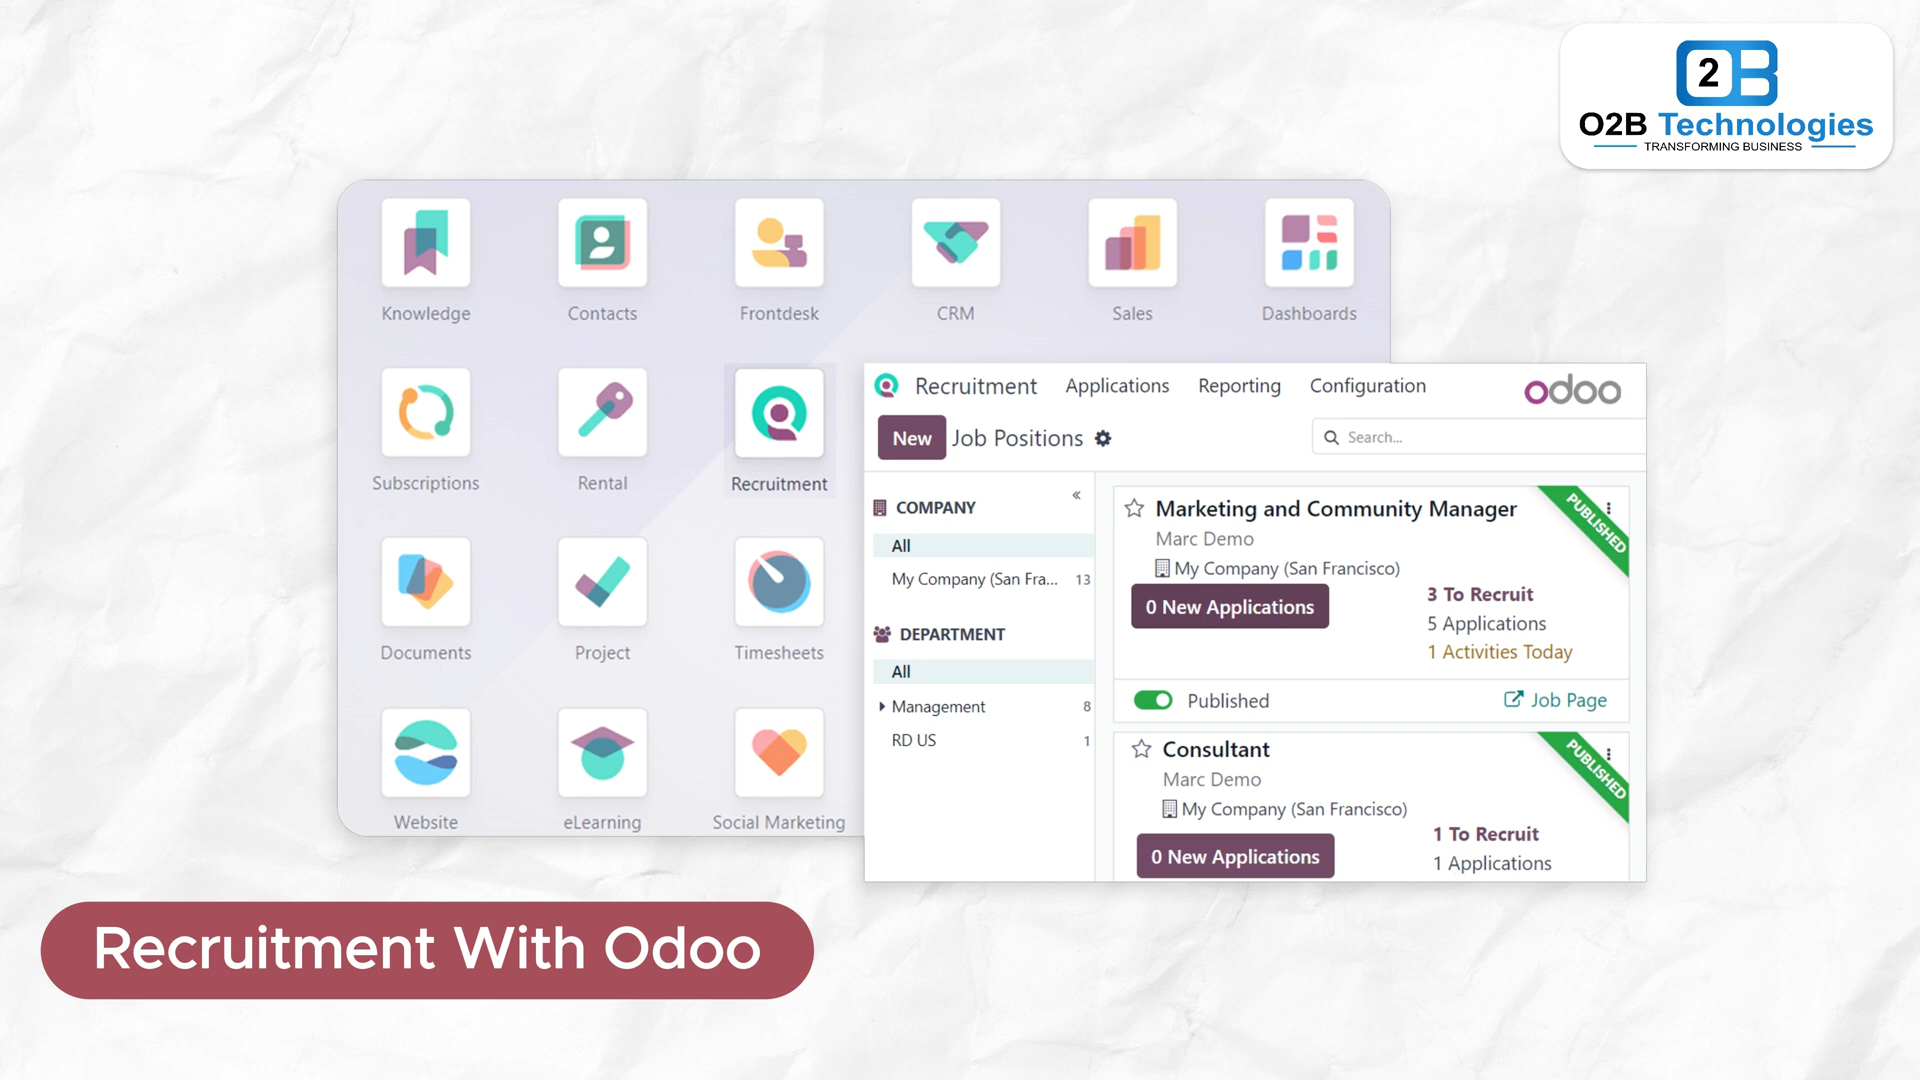 2B
O2B Technologies
TRANSFORMING BUSINESS
Knowledge
Contacts
Frontdesk
CRM
Sales
Dashboards
Subscriptions
Rental
Recruitment
Documents
Project
Timesheets
Website
eLearning
Social Marketing
Recruitment Applications Reporting Configuration
odoo
New Job Positions
Search...
«
COMPANY
All
My Company (San Fra... 13
DEPARTMENT
All
Management 8
RD US 1
Marketing and Community Manager
PUBLISHED
Marc Demo
My Company (San Francisco)
0 New Applications
3 To Recruit
5 Applications
1 Activities Today
Published
Job Page
Consultant
PUBLISHED
Marc Demo
My Company (San Francisco)
0 New Applications
1 To Recruit
1 Applications
Recruitment With Odoo